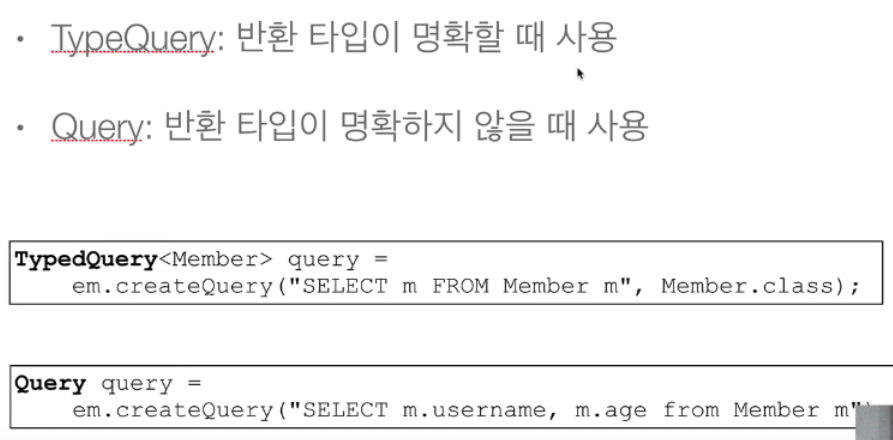 • TypeQuery: 반환 타입이 명확할 때 사용
• Query: 반환 타입이 명확하지 않을 때 사용
TypedQuery<Member> query =
em.createQuery("SELECT m FROM Member m", Member.class);
Query query =
em.createQuery("SELECT m.username, m.age from Member m"